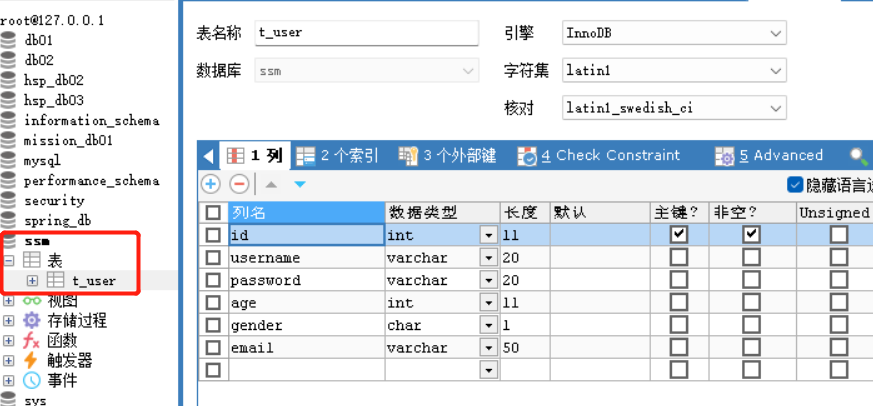 root@127.0.0.1
db01
db02
hsp_db02
hsp_db03
information_schema
mission_db01
mysql
performance_schema
security
spring_db
ssm
表
t_user
视图
存储过程
函数
触发器
事件
sys
表名称 t_user 引擎 InnoDB
数据库 ssm 字符集 latin1
核对 latin1_swedish_ci
1 列 2 个索引 3 个外部键 4 Check Constraint 5 Advanced
隐藏语言
列名 数据类型 长度 默认 主键? 非空? Unsigned
id int 11
username varchar 20
password varchar 20
age int 11
gender char 1
email varchar 50